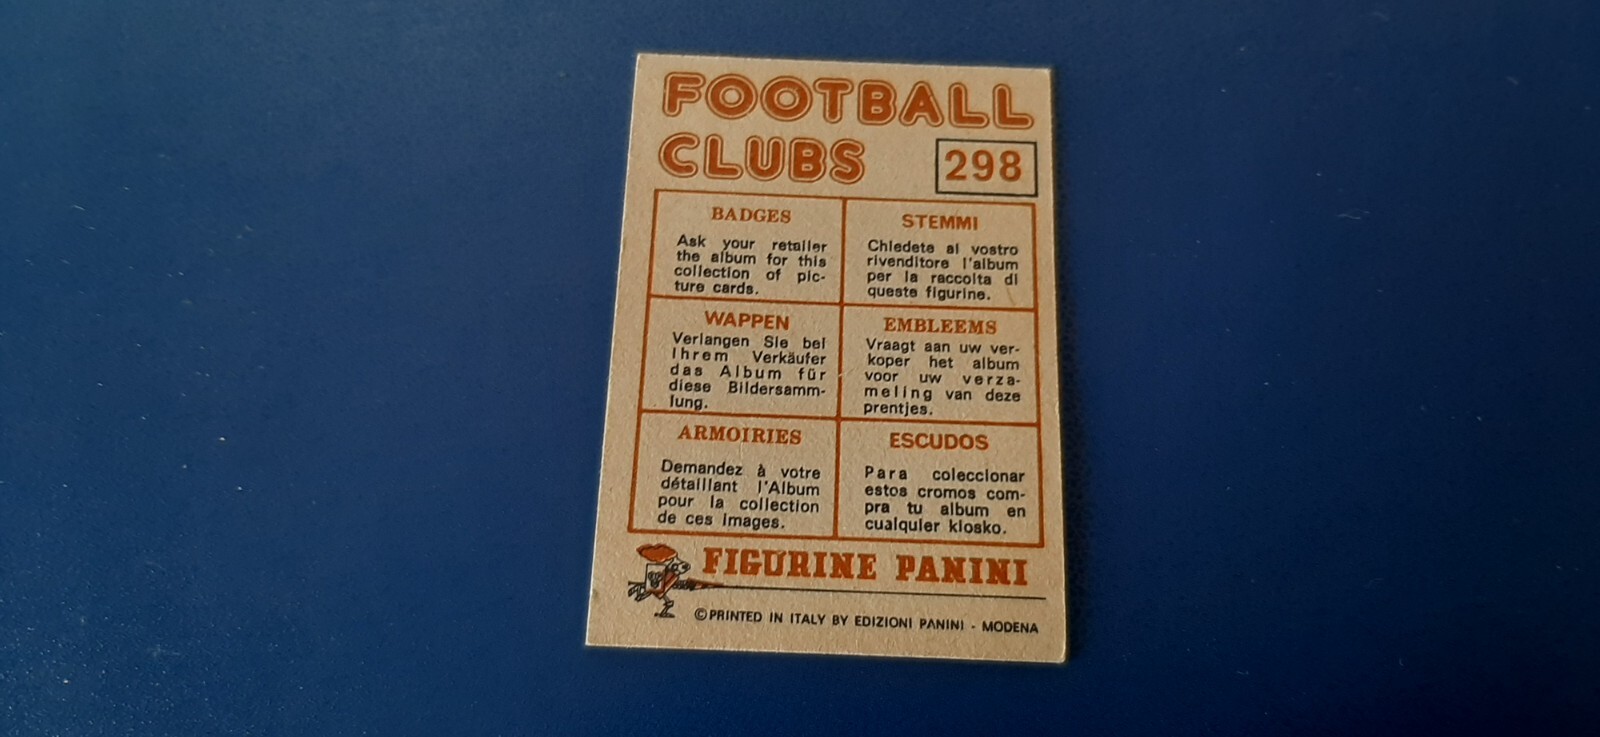 FOOTBALL
CLUBS
298
BADGES
Ask your retailer
the album for this
collection of pic-
ture cards.
STEMMI
Chiedete al vostro
rivenditore l'album
per la raccolta di
queste figurine.
WAPPEN
Verlangen Sie bei
Ihrem Verkäufer
das Album für
diese Bildersamm-
lung.
EMBLEEMS
Vraagt aan uw ver-
koper het album
voor uw verza-
meling van deze
prentjes.
ARMOIRIES
Demandez à votre
détaillant l'Album
pour la collection
de ces images.
ESCUDOS
Para coleccionar
estos cromos com-
pra tu album en
cualquier kiosko.
FIGURINE PANINI
©PRINTED IN ITALY BY EDIZIONI PANINI - MODENA